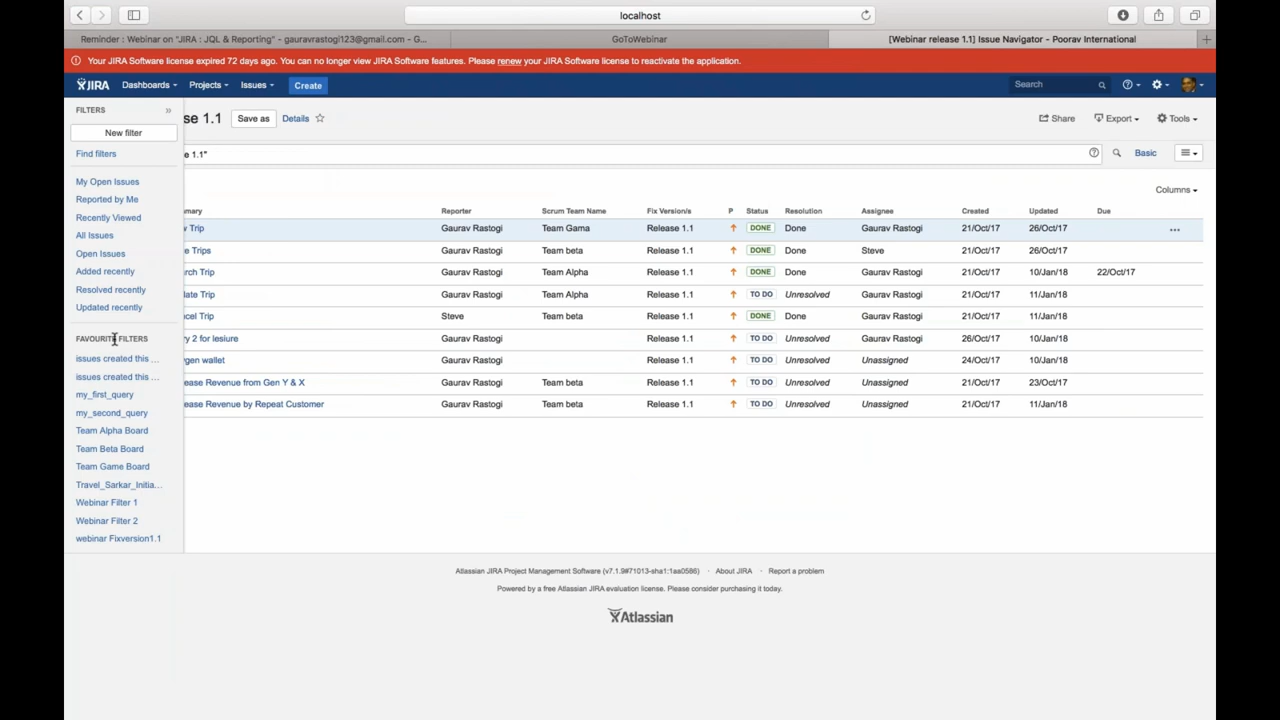 localhost
Reminder : Webinar on "JIRA : JQL & Reporting" - gauravrastogi123@gmail.com - G...
GoToWebinar
[Webinar release 1.1] Issue Navigator - Poorav International
Your JIRA Software license expired 72 days ago. You can no longer view JIRA Software features. Please renew your JIRA Software license to reactivate the application.
JIRA Dashboards Projects Issues Create Search
FILTERS
New filter
Find filters
My Open Issues
Reported by Me
Recently Viewed
All Issues
Open Issues
Added recently
Resolved recently
Updated recently
FAVOURITE FILTERS
issues created this ...
issues created this ...
my_first_query
my_second_query
Team Alpha Board
Team Beta Board
Team Game Board
Travel_Sarkar_Initia...
Webinar Filter 1
Webinar Filter 2
webinar Fixversion1.1
se 1.1 Save as Details Share Export Tools
e 1.1" Basic
Columns
mary Reporter Scrum Team Name Fix Version/s P Status Resolution Assignee Created Updated Due
v Trip Gaurav Rastogi Team Gama Release 1.1 DONE Done Gaurav Rastogi 21/Oct/17 26/Oct/17 ...
e Trips Gaurav Rastogi Team beta Release 1.1 DONE Done Steve 21/Oct/17 26/Oct/17
rch Trip Gaurav Rastogi Team Alpha Release 1.1 DONE Done Gaurav Rastogi 21/Oct/17 10/Jan/18 22/Oct/17
late Trip Gaurav Rastogi Team Alpha Release 1.1 TO DO Unresolved Gaurav Rastogi 21/Oct/17 11/Jan/18
cel Trip Steve Team beta Release 1.1 DONE Done Gaurav Rastogi 21/Oct/17 11/Jan/18
ry 2 for lesiure Gaurav Rastogi Release 1.1 TO DO Unresolved Gaurav Rastogi 26/Oct/17 10/Jan/18
ygen wallet Gaurav Rastogi Release 1.1 TO DO Unresolved Unassigned 24/Oct/17 10/Jan/18
ease Revenue from Gen Y & X Gaurav Rastogi Team beta Release 1.1 TO DO Unresolved Unassigned 21/Oct/17 23/Oct/17
ease Revenue by Repeat Customer Gaurav Rastogi Team beta Release 1.1 TO DO Unresolved Unassigned 21/Oct/17 11/Jan/18
Atlassian JIRA Project Management Software (v7.1.9#71013-sha1:1aa0586) · About JIRA · Report a problem
Powered by a free Atlassian JIRA evaluation license. Please consider purchasing it today.
Atlassian